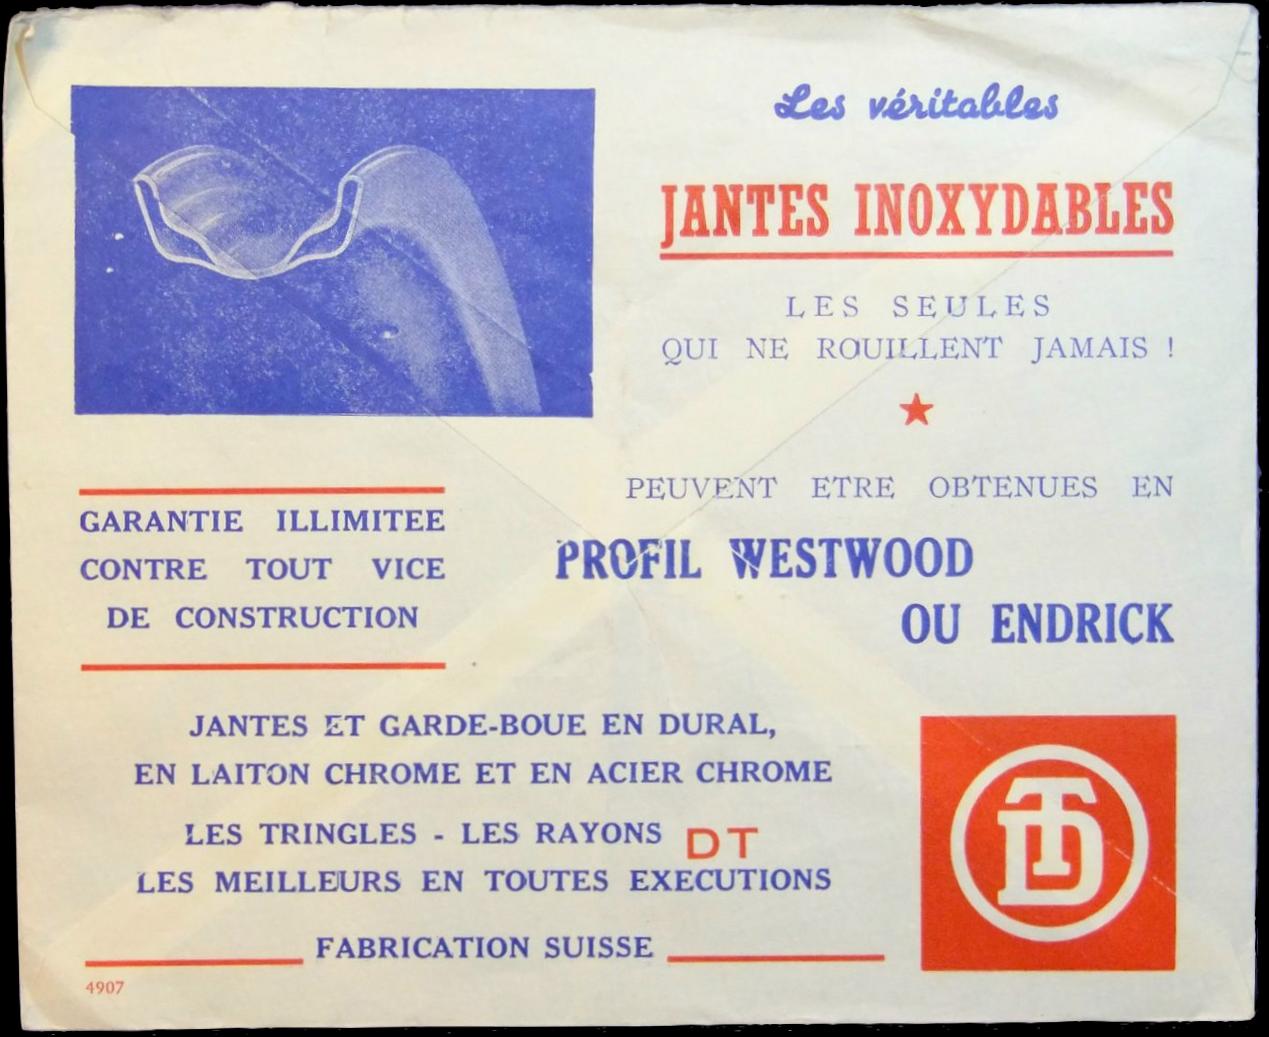 Les véritables
JANTES INOXYDABLES
LES SEULES
QUI NE ROUILLENT JAMAIS !
PEUVENT ETRE OBTENUES EN
PROFIL WESTWOOD
OU ENDRICK
GARANTIE ILLIMITEE
CONTRE TOUT VICE
DE CONSTRUCTION
JANTES ET GARDE-BOUE EN DURAL,
EN LAITON CHROME ET EN ACIER CHROME
LES TRINGLES - LES RAYONS DT
LES MEILLEURS EN TOUTES EXECUTIONS
FABRICATION SUISSE
DT
4907